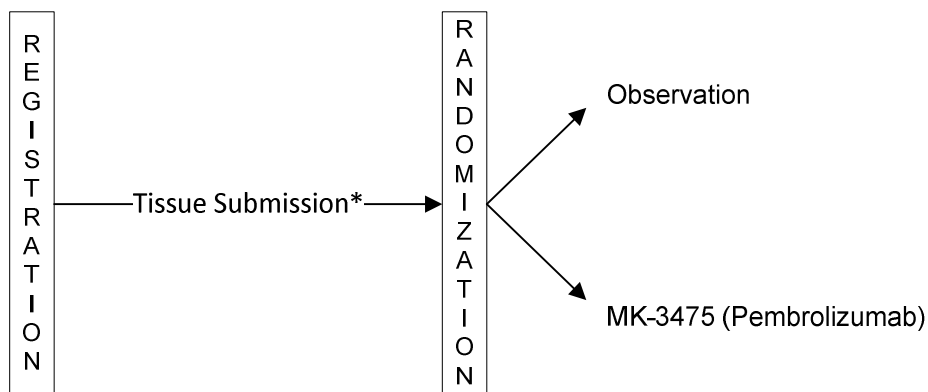 REGISTRATION
Tissue Submission*
RANDOMIZATION
Observation
MK-3475 (Pembrolizumab)